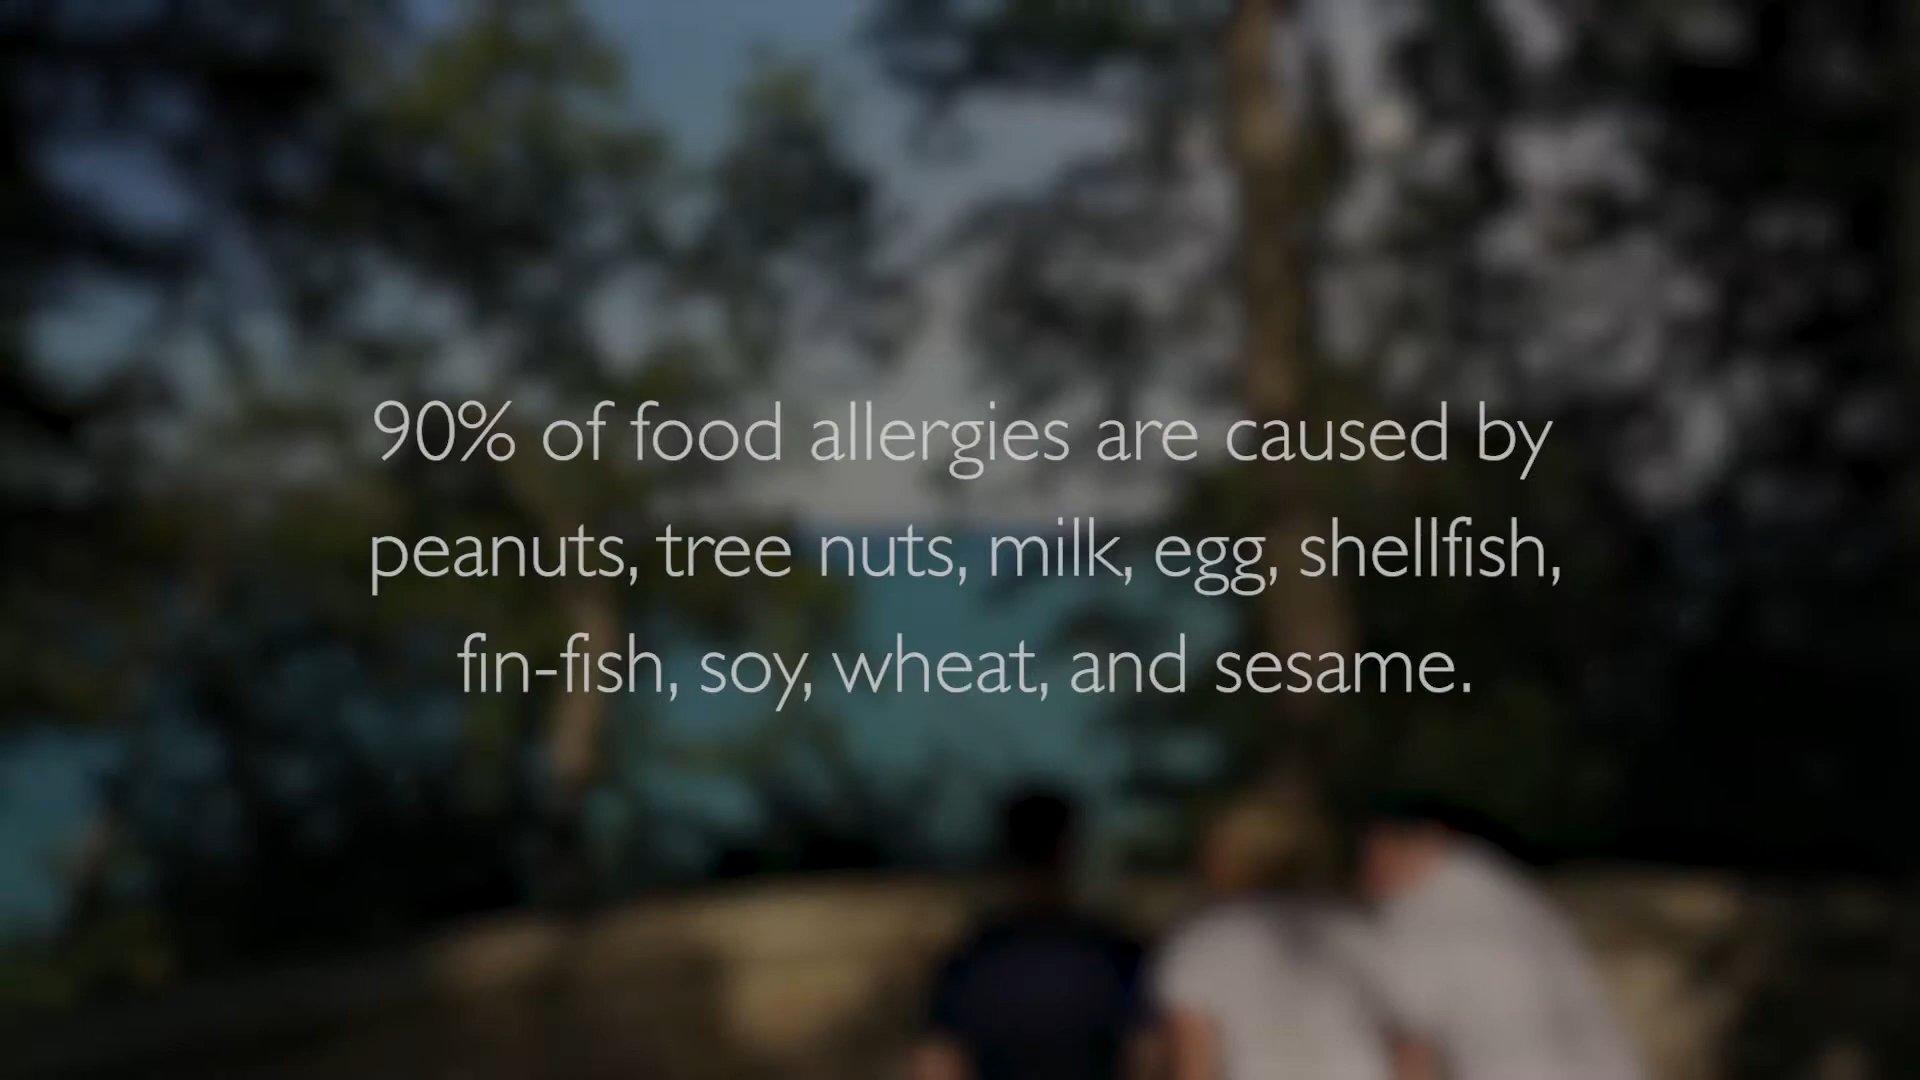 90% of food allergies are caused by
peanuts, tree nuts, milk, egg, shellfish,
fin-fish, soy, wheat, and sesame.